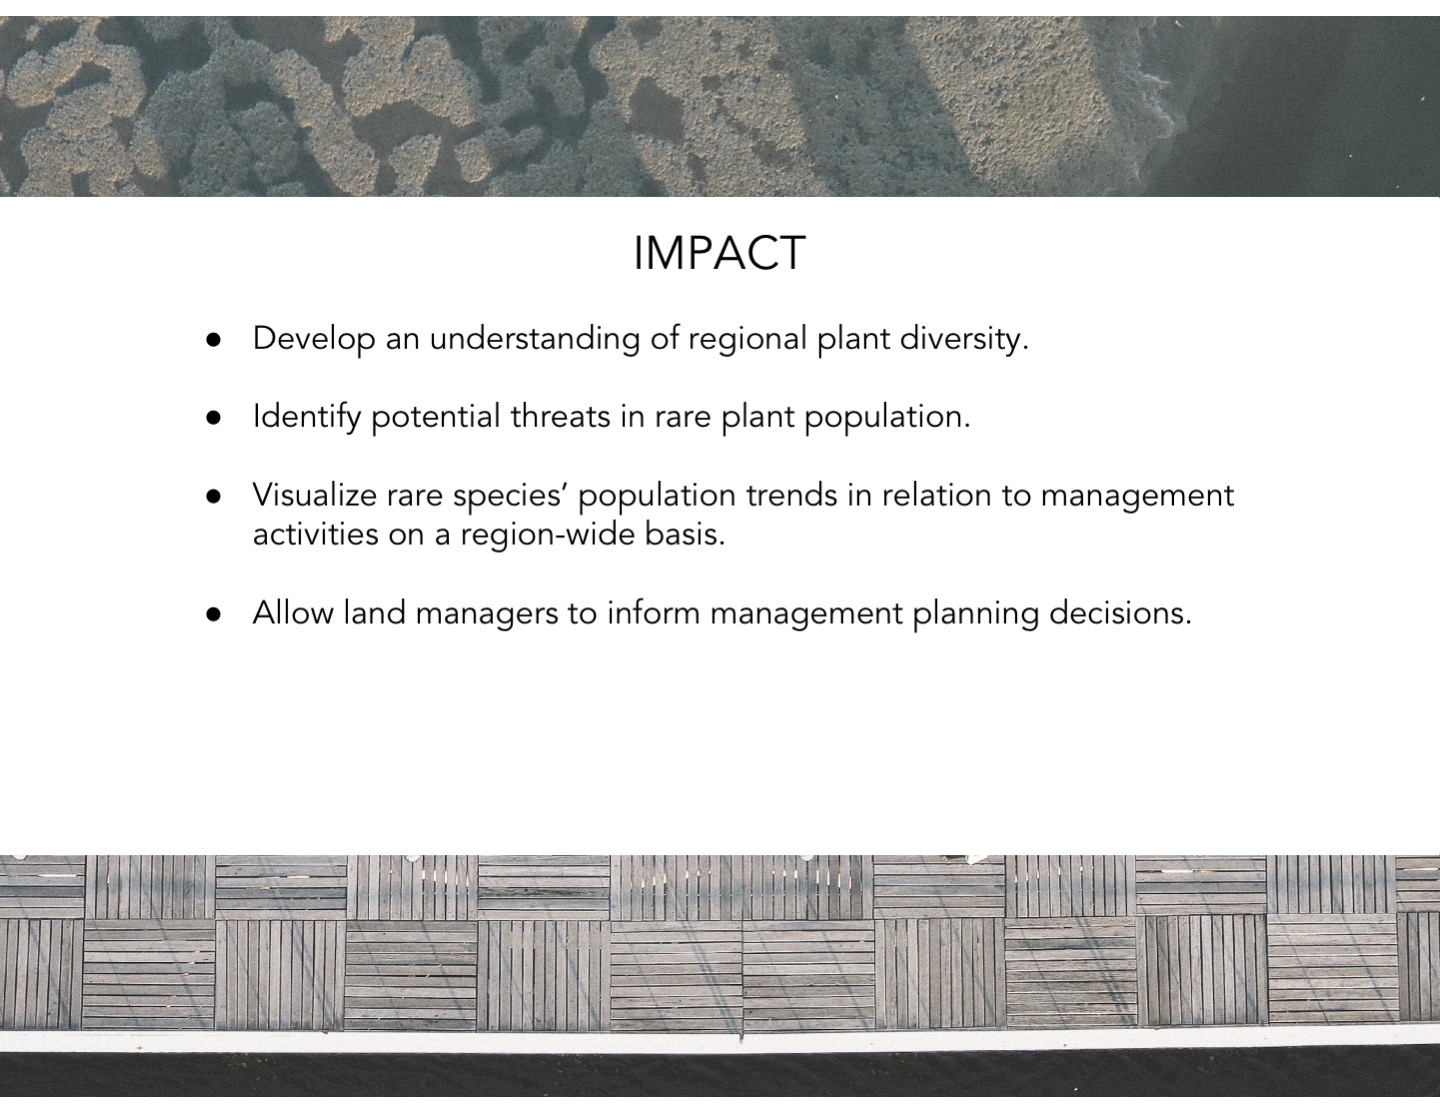 IMPACT
● Develop an understanding of regional plant diversity.
● Identify potential threats in rare plant population.
● Visualize rare species’ population trends in relation to management
activities on a region-wide basis.
● Allow land managers to inform management planning decisions.